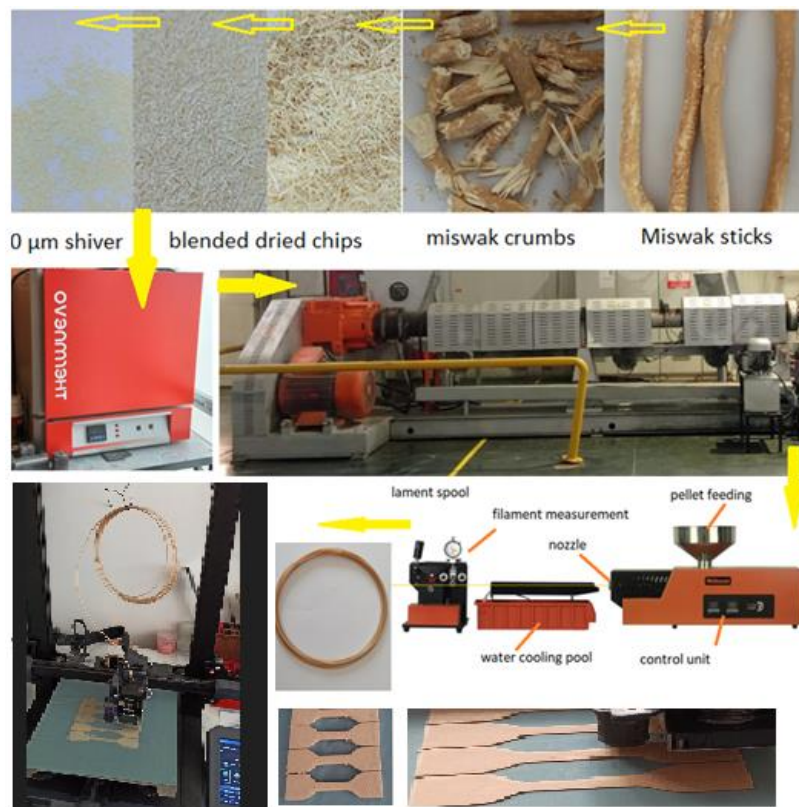 0 µm shiver
blended dried chips
miswak crumbs
Miswak sticks
THERMWEVO
lament spool
filament measurement
pellet feeding
nozzle
water cooling pool
control unit